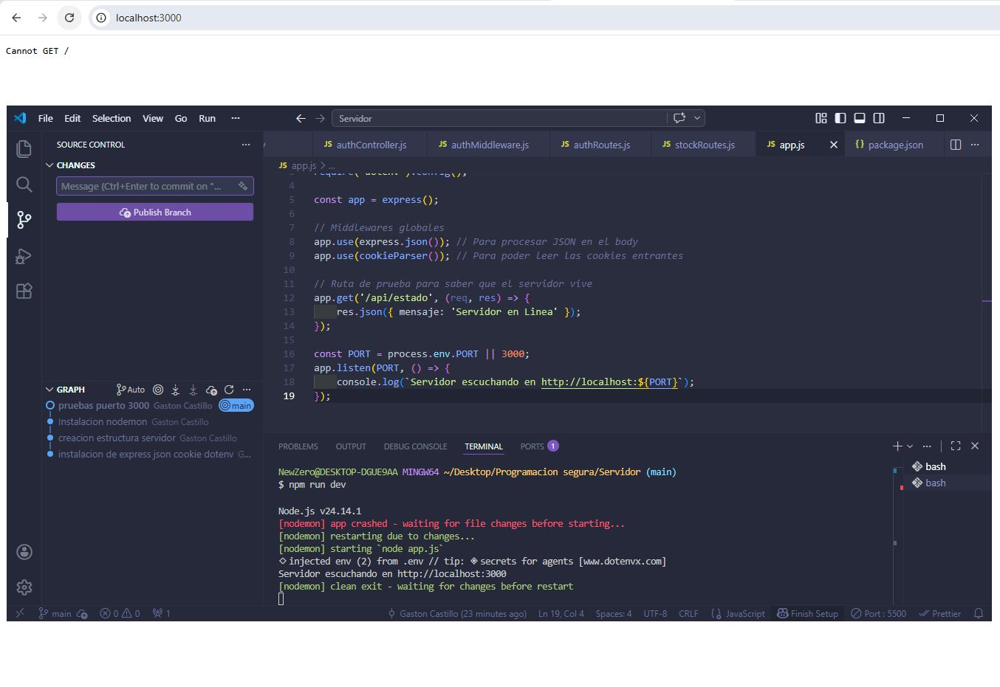 localhost:3000
Cannot GET /
File Edit Selection View Go Run ···
Servidor
SOURCE CONTROL ···
CHANGES
Message (Ctrl+Enter to commit on "...
Publish Branch
GRAPH Auto ···
pruebas puerto 3000 Gaston Castillo main
Instalacion nodemon Gaston Castillo
creacion estructura servidor Gaston Castillo
instalacion de express json cookie dotenv G...
JS authController.js JS authMiddleware.js JS authRoutes.js JS stockRoutes.js JS app.js {} package.json ···
JS app.js > ...
4
5 const app = express();
6
7 // Middlewares globales
8 app.use(express.json()); // Para procesar JSON en el body
9 app.use(cookieParser()); // Para poder leer las cookies entrantes
10
11 // Ruta de prueba para saber que el servidor vive
12 app.get('/api/estado', (req, res) => {
13 res.json({ mensaje: 'Servidor en Linea' });
14 });
15
16 const PORT = process.env.PORT || 3000;
17 app.listen(PORT, () => {
18 console.log(`Servidor escuchando en http://localhost:${PORT}`);
19 });
PROBLEMS OUTPUT DEBUG CONSOLE TERMINAL PORTS 1 ···
NewZero@DESKTOP-DGUE9AA MINGW64 ~/Desktop/Programacion segura/Servidor (main)
$ npm run dev
Node.js v24.14.1
[nodemon] app crashed - waiting for file changes before starting...
[nodemon] restarting due to changes...
[nodemon] starting `node app.js`
◇ injected env (2) from .env // tip: ◈ secrets for agents [www.dotenvx.com]
Servidor escuchando en http://localhost:3000
[nodemon] clean exit - waiting for changes before restart
bash
bash
main 0 0 1 Gaston Castillo (23 minutes ago) Ln 19, Col 4 Spaces: 4 UTF-8 CRLF {} JavaScript Finish Setup Port : 5500 Prettier